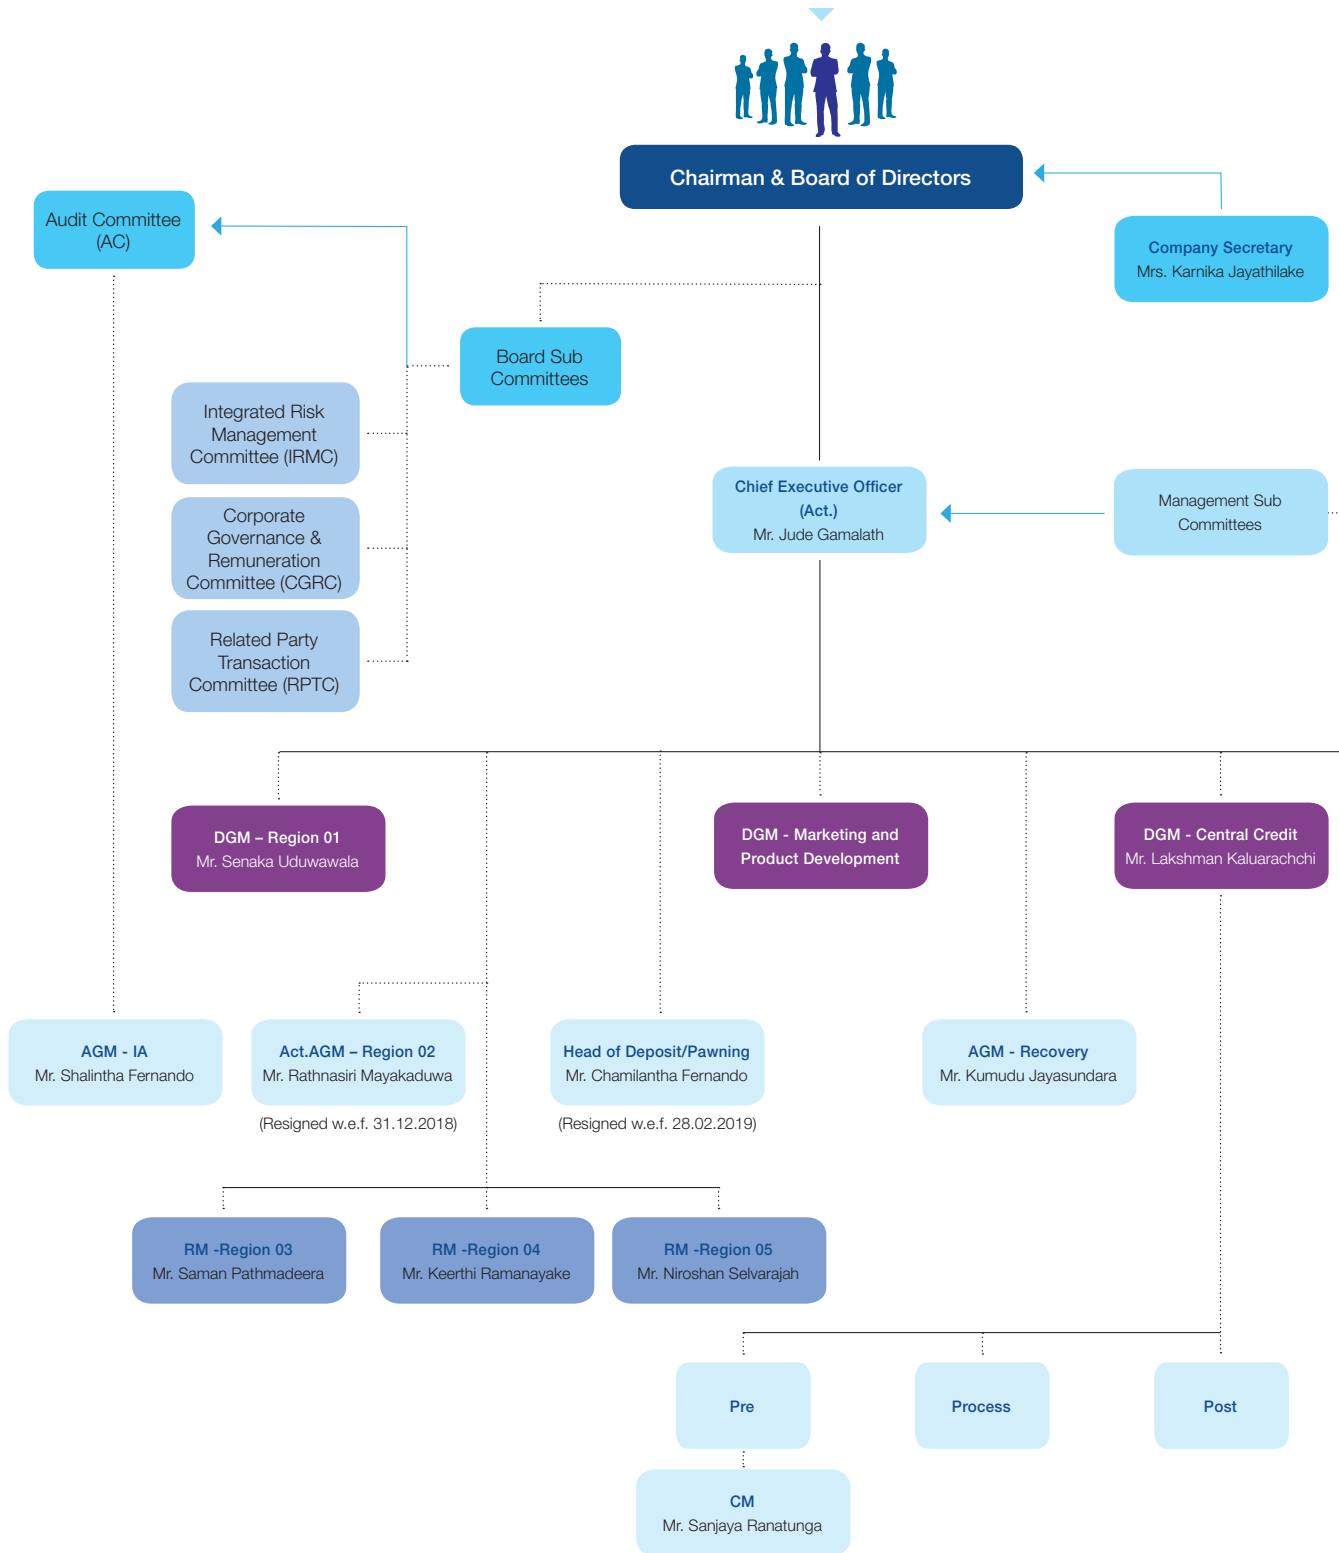 Chairman & Board of Directors
Audit Committee
(AC)
Company Secretary
Mrs. Karnika Jayathilake
Board Sub
Committees
Integrated Risk
Management
Committee (IRMC)
Corporate
Governance &
Remuneration
Committee (CGRC)
Related Party
Transaction
Committee (RPTC)
Chief Executive Officer
(Act.)
Mr. Jude Gamalath
Management Sub
Committees
DGM – Region 01
Mr. Senaka Uduwawala
DGM - Marketing and
Product Development
DGM - Central Credit
Mr. Lakshman Kaluarachchi
AGM - IA
Mr. Shalintha Fernando
Act.AGM – Region 02
Mr. Rathnasiri Mayakaduwa
(Resigned w.e.f. 31.12.2018)
Head of Deposit/Pawning
Mr. Chamilantha Fernando
(Resigned w.e.f. 28.02.2019)
AGM - Recovery
Mr. Kumudu Jayasundara
RM -Region 03
Mr. Saman Pathmadeera
RM -Region 04
Mr. Keerthi Ramanayake
RM -Region 05
Mr. Niroshan Selvarajah
Pre
Process
Post
CM
Mr. Sanjaya Ranatunga